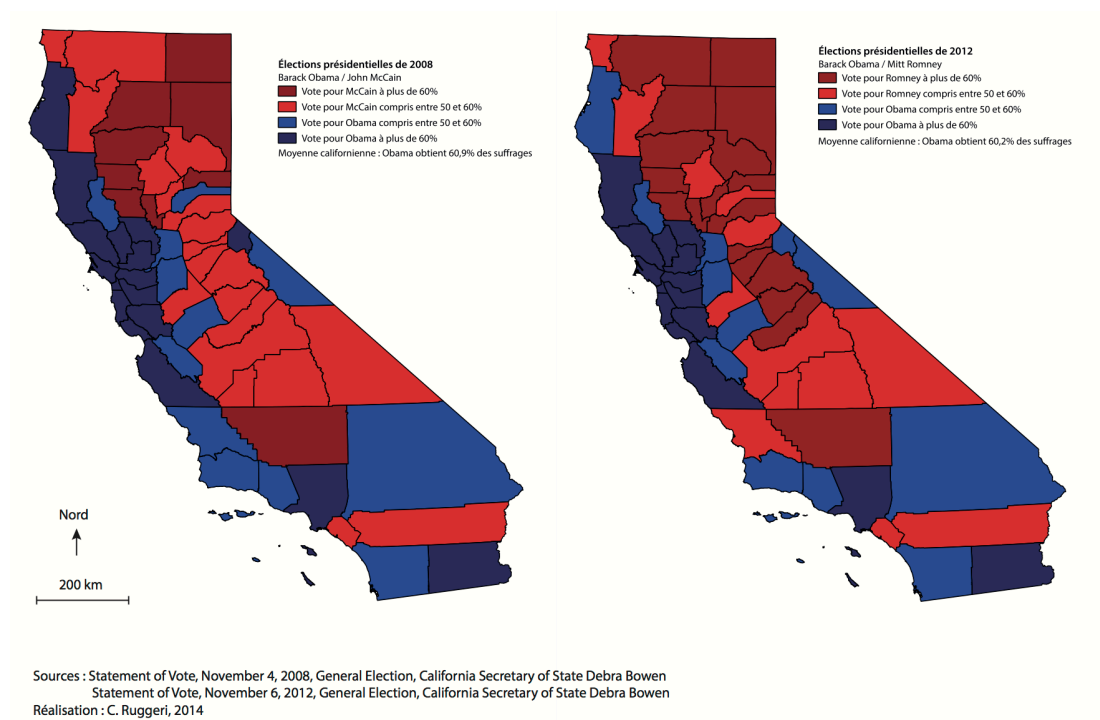 Élections présidentielles de 2008
Barack Obama / John McCain
Vote pour McCain à plus de 60%
Vote pour McCain compris entre 50 et 60%
Vote pour Obama compris entre 50 et 60%
Vote pour Obama à plus de 60%
Moyenne californienne : Obama obtient 60,9% des suffrages
Élections présidentielles de 2012
Barack Obama / Mitt Romney
Vote pour Romney à plus de 60%
Vote pour Romney compris entre 50 et 60%
Vote pour Obama compris entre 50 et 60%
Vote pour Obama à plus de 60%
Moyenne californienne : Obama obtient 60,2% des suffrages
Nord
200 km
Sources : Statement of Vote, November 4, 2008, General Election, California Secretary of State Debra Bowen
Statement of Vote, November 6, 2012, General Election, California Secretary of State Debra Bowen
Réalisation : C. Ruggeri, 2014